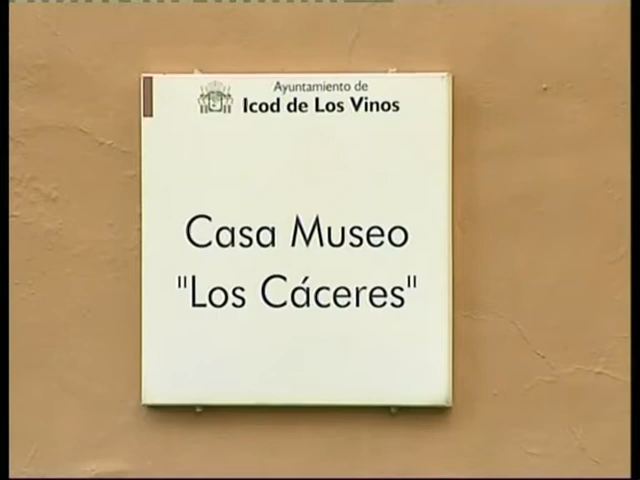 Ayuntamiento de
Icod de Los Vinos
Casa Museo
"Los Cáceres"